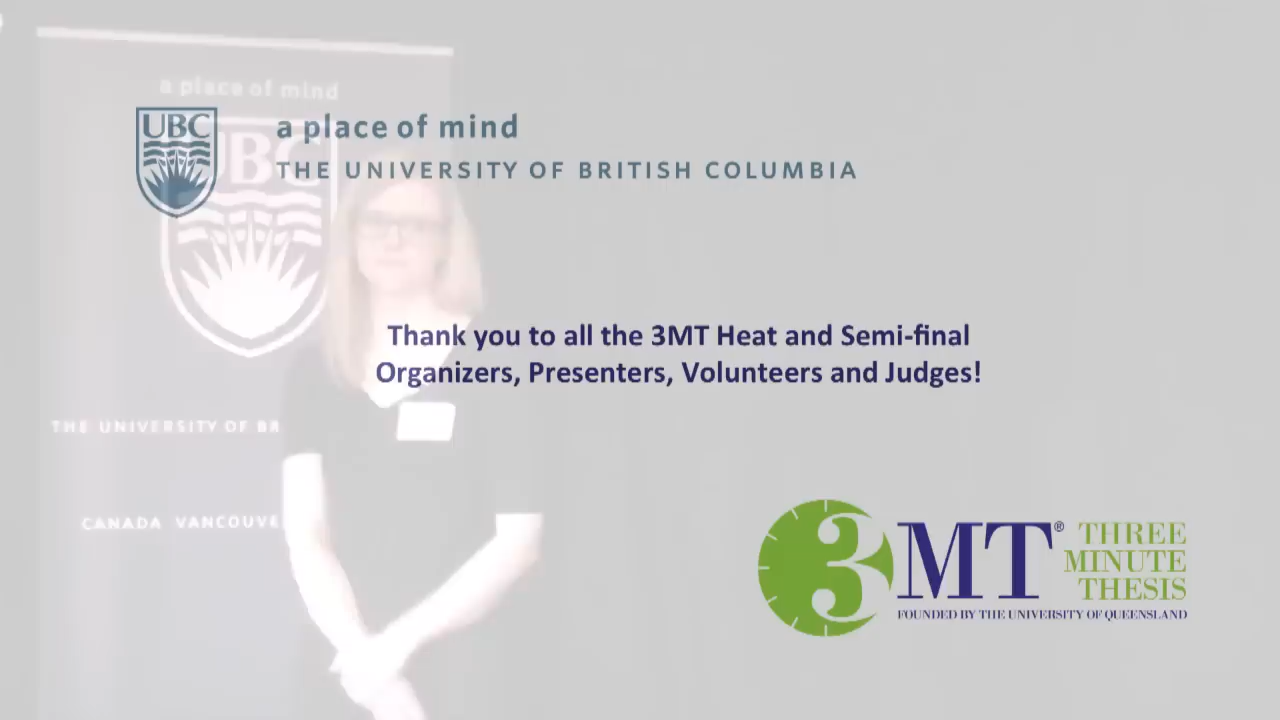 a place of mind
UBC
a place of mind
THE UNIVERSITY OF BRITISH COLUMBIA
UBC
Thank you to all the 3MT Heat and Semi-final
Organizers, Presenters, Volunteers and Judges!
THE UNIVERSITY OF BR
CANADA VANCOUVE
3MT® THREE
MINUTE
THESIS
FOUNDED BY THE UNIVERSITY OF QUEENSLAND